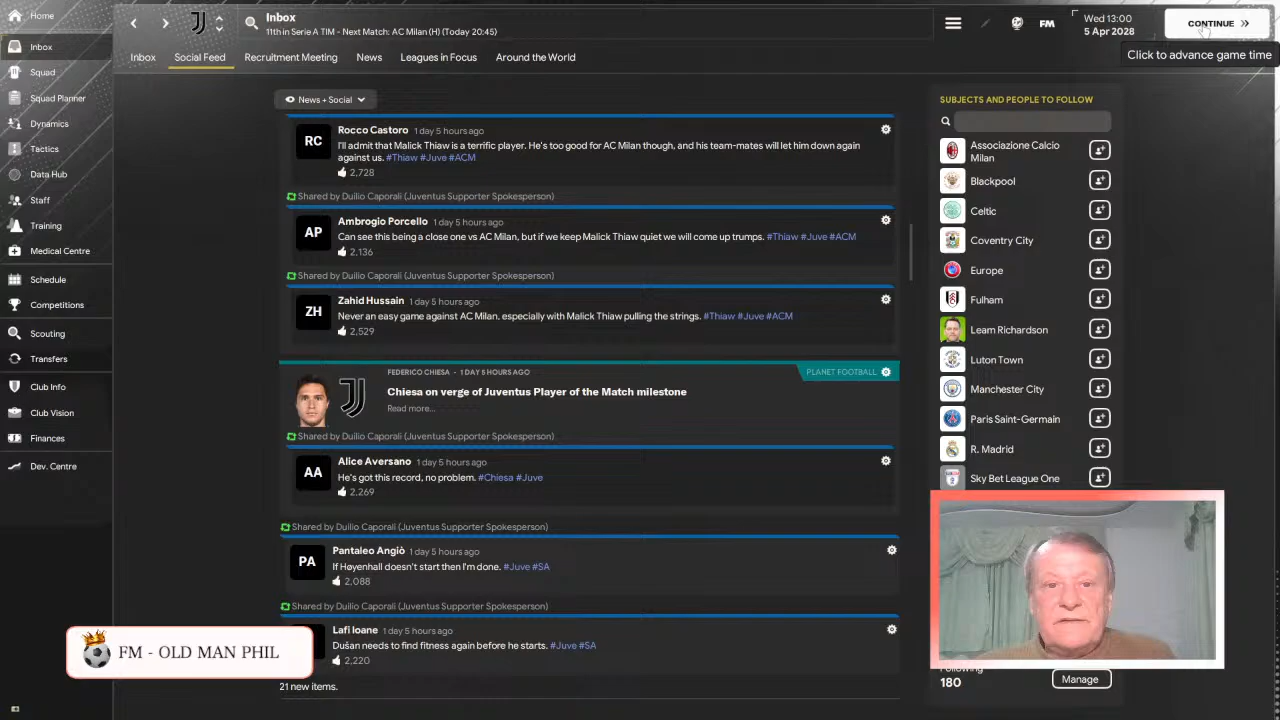 Home
Inbox
11th in Serie A TIM - Next Match: AC Milan (H) (Today 20:45)
FM
Wed 13:00
5 Apr 2028
CONTINUE
Click to advance game time
Inbox
Squad
Squad Planner
Dynamics
Tactics
Data Hub
Staff
Training
Medical Centre
Schedule
Competitions
Scouting
Transfers
Club Info
Club Vision
Finances
Dev. Centre
Inbox
Social Feed
Recruitment Meeting
News
Leagues in Focus
Around the World
News + Social
RC
Rocco Castoro 1 day 5 hours ago
I'll admit that Malick Thiaw is a terrific player. He's too good for AC Milan though, and his team-mates will let him down again
against us. #Thiaw #Juve #ACM
2,728
Shared by Duilio Caporali (Juventus Supporter Spokesperson)
AP
Ambrogio Porcello 1 day 5 hours ago
Can see this being a close one vs AC Milan, but if we keep Malick Thiaw quiet we will come up trumps. #Thiaw #Juve #ACM
2,136
Shared by Duilio Caporali (Juventus Supporter Spokesperson)
ZH
Zahid Hussain 1 day 5 hours ago
Never an easy game against AC Milan, especially with Malick Thiaw pulling the strings. #Thiaw #Juve #ACM
2,529
FEDERICO CHIESA - 1 DAY 5 HOURS AGO
PLANET FOOTBALL
Chiesa on verge of Juventus Player of the Match milestone
Read more...
Shared by Duilio Caporali (Juventus Supporter Spokesperson)
AA
Alice Aversano 1 day 5 hours ago
He's got this record, no problem. #Chiesa #Juve
2,269
Shared by Duilio Caporali (Juventus Supporter Spokesperson)
PA
Pantaleo Angiò 1 day 5 hours ago
If Høyenhall doesn't start then I'm done. #Juve #SA
2,088
Shared by Duilio Caporali (Juventus Supporter Spokesperson)
Lafi Ioane 1 day 5 hours ago
Dušan needs to find fitness again before he starts. #Juve #SA
2,220
21 new items.
SUBJECTS AND PEOPLE TO FOLLOW
Associazione Calcio
Milan
Blackpool
Celtic
Coventry City
Europe
Fulham
Leam Richardson
Luton Town
Manchester City
Paris Saint-Germain
R. Madrid
Sky Bet League One
180
Manage
FM - OLD MAN PHIL